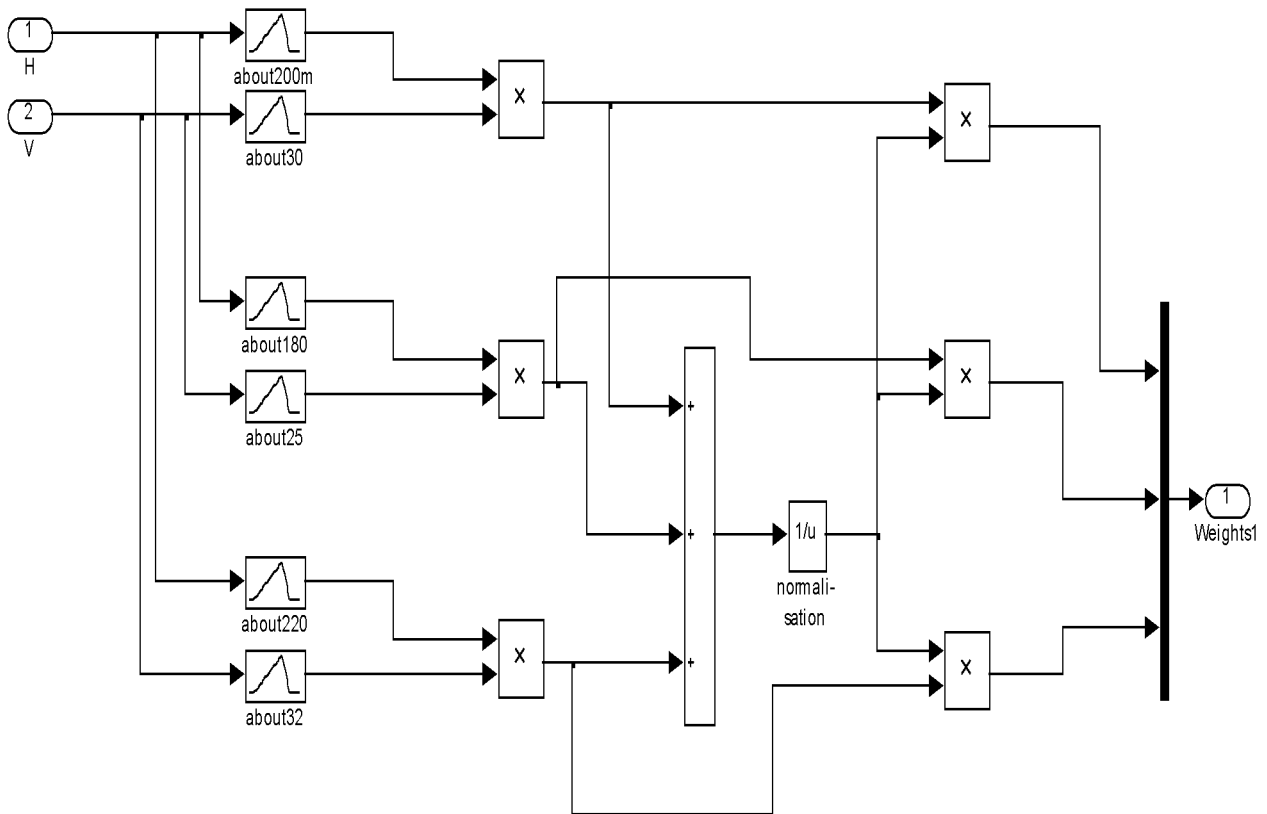 1
H
about200m
×
×
2
V
about30
about180
×
×
about25
+
+
1/u
normali-
sation
1
Weights1
about220
×
+
×
about32